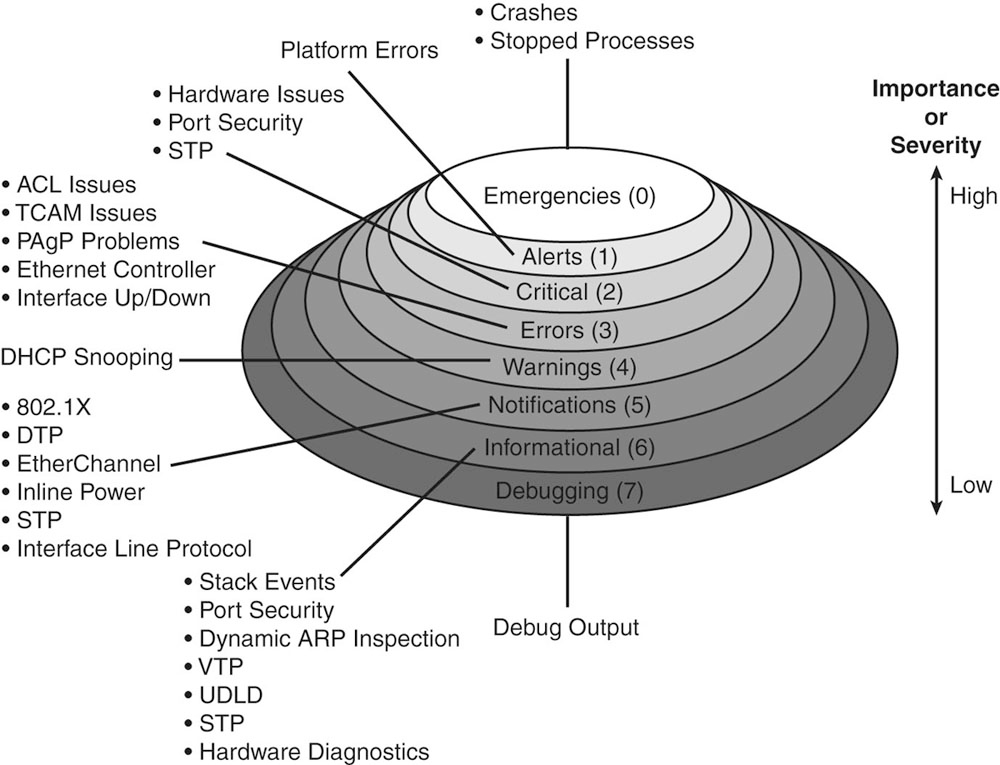 • Crashes
• Stopped Processes
Platform Errors
• Hardware Issues
• Port Security
• STP
• ACL Issues
• TCAM Issues
• PAgP Problems
• Ethernet Controller
• Interface Up/Down
DHCP Snooping
• 802.1X
• DTP
• EtherChannel
• Inline Power
• STP
• Interface Line Protocol
• Stack Events
• Port Security
• Dynamic ARP Inspection
• VTP
• UDLD
• STP
• Hardware Diagnostics
Emergencies (0)
Alerts (1)
Critical (2)
Errors (3)
Warnings (4)
Notifications (5)
Informational (6)
Debugging (7)
Debug Output
Importance
or
Severity
High
Low